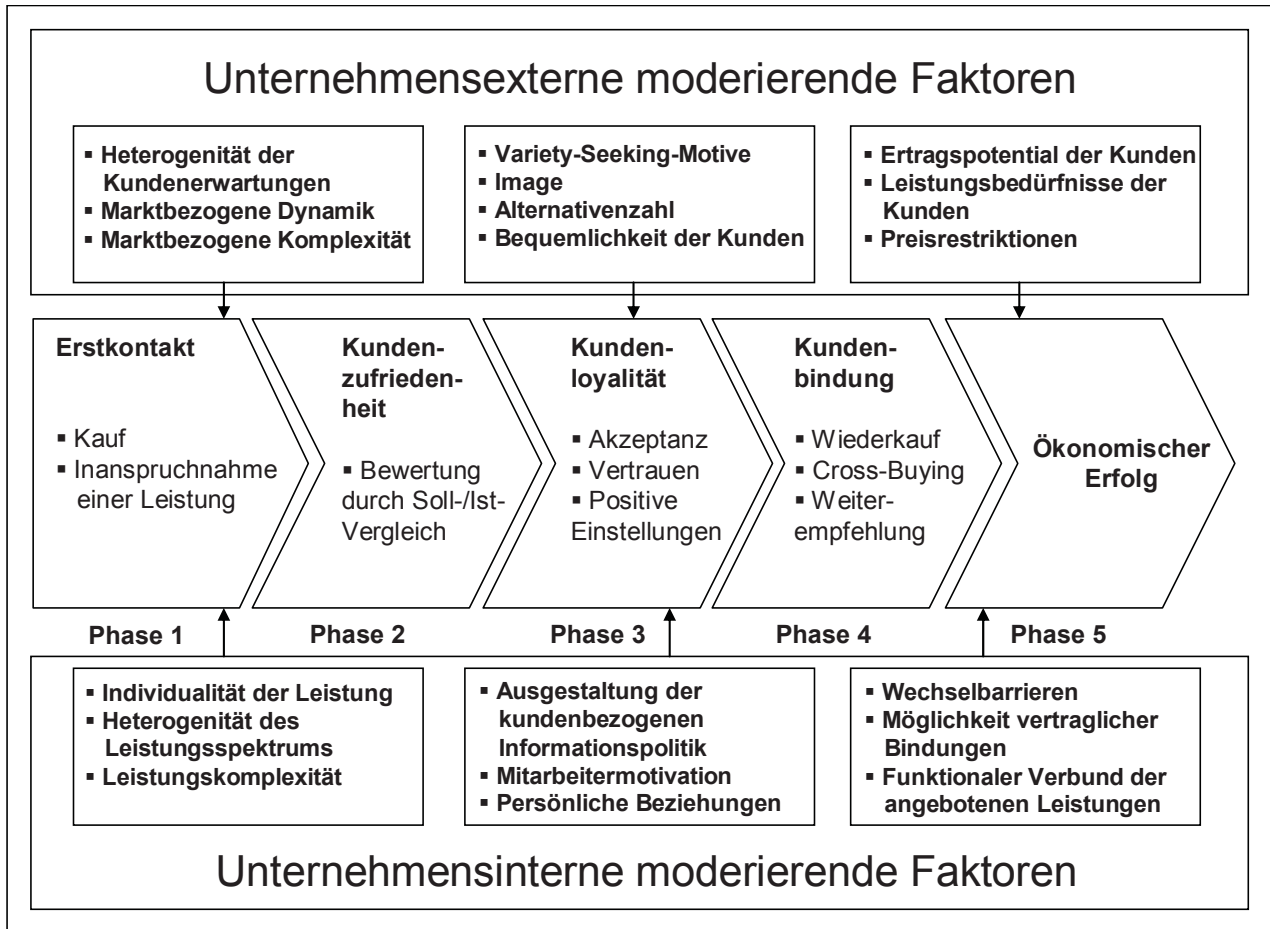 Unternehmensexterne moderierende Faktoren
▪ Heterogenität der
Kundenerwartungen
▪ Marktbezogene Dynamik
▪ Marktbezogene Komplexität
▪ Variety-Seeking-Motive
▪ Image
▪ Alternativenzahl
▪ Bequemlichkeit der Kunden
▪ Ertragspotential der Kunden
▪ Leistungsbedürfnisse der
Kunden
▪ Preisrestriktionen
Erstkontakt
▪ Kauf
▪ Inanspruchnahme
einer Leistung
Kunden-
zufrieden-
heit
▪ Bewertung
durch Soll-/Ist-
Vergleich
Kunden-
loyalität
▪ Akzeptanz
▪ Vertrauen
▪ Positive
Einstellungen
Kunden-
bindung
▪ Wiederkauf
▪ Cross-Buying
▪ Weiter-
empfehlung
Ökonomischer
Erfolg
Phase 1
Phase 2
Phase 3
Phase 4
Phase 5
▪ Individualität der Leistung
▪ Heterogenität des
Leistungsspektrums
▪ Leistungskomplexität
▪ Ausgestaltung der
kundenbezogenen
Informationspolitik
▪ Mitarbeitermotivation
▪ Persönliche Beziehungen
▪ Wechselbarrieren
▪ Möglichkeit vertraglicher
Bindungen
▪ Funktionaler Verbund der
angebotenen Leistungen
Unternehmensinterne moderierende Faktoren